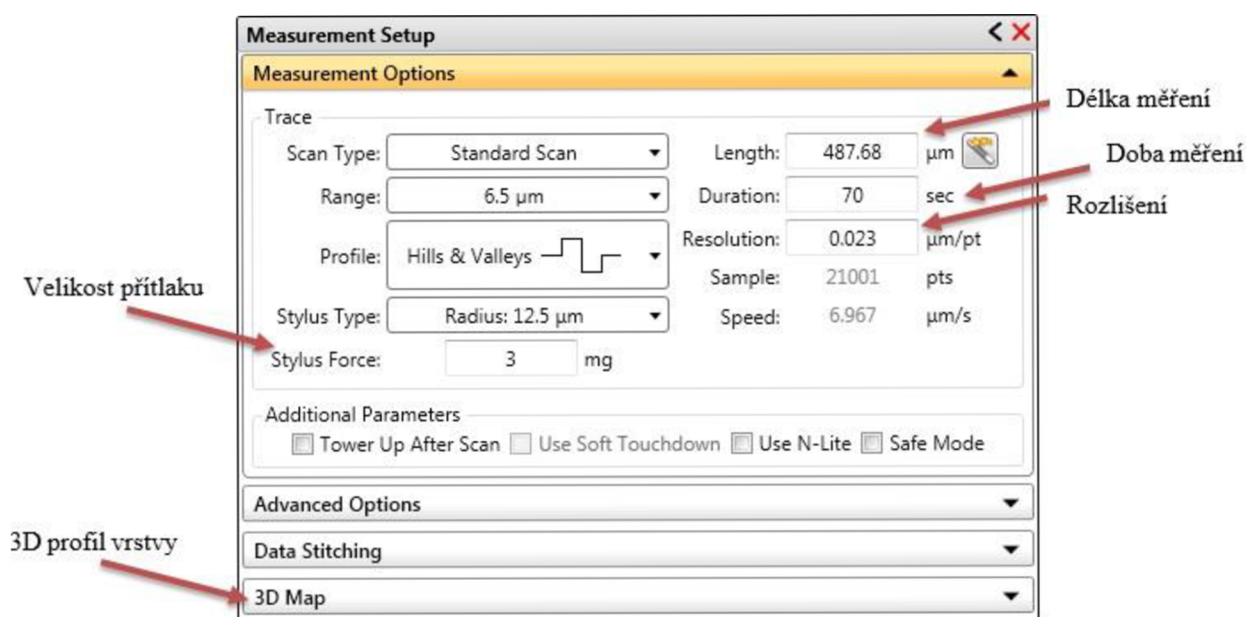 Measurement Setup
Measurement Options
Trace
Scan Type: Standard Scan
Length: 487.68 µm
Range: 6.5 µm
Duration: 70 sec
Profile: Hills & Valleys
Resolution: 0.023 µm/pt
Sample: 21001 pts
Stylus Type: Radius: 12.5 µm
Speed: 6.967 µm/s
Stylus Force: 3 mg
Additional Parameters
Tower Up After Scan Use Soft Touchdown Use N-Lite Safe Mode
Advanced Options
Data Stitching
3D Map
Délka měření
Doba měření
Rozlišení
Velikost přítlaku
3D profil vrstvy